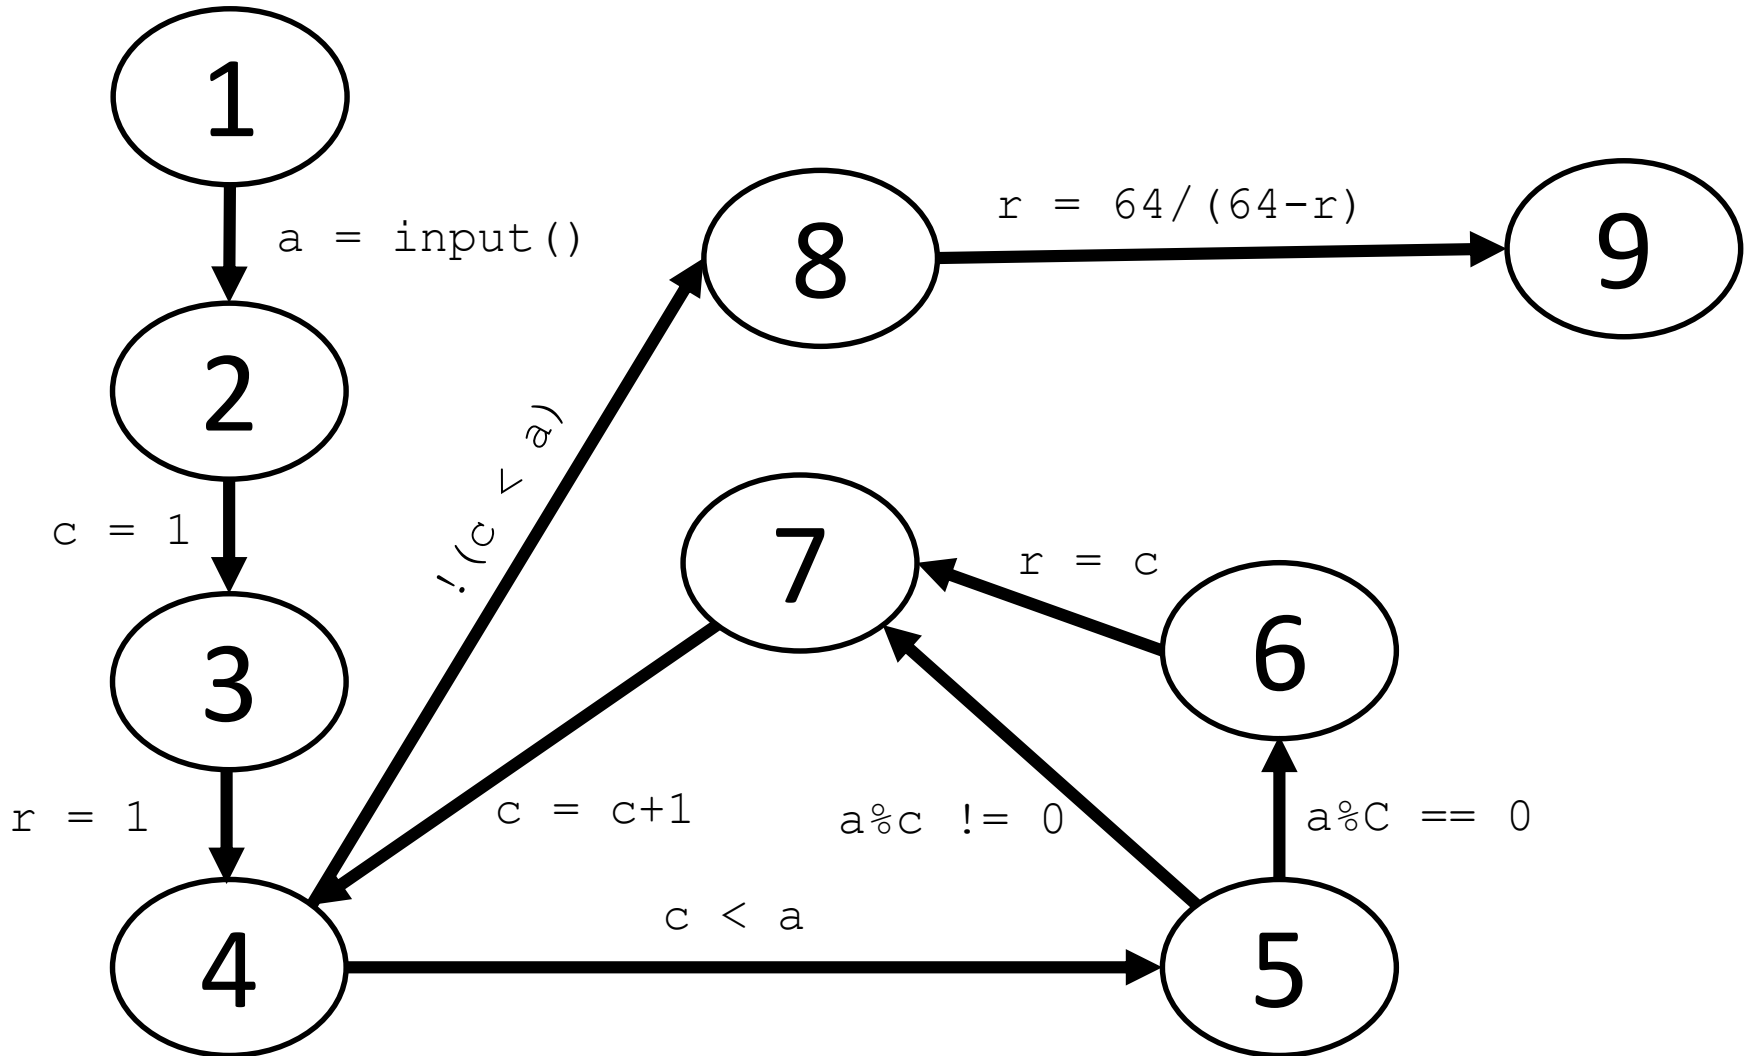 1
a = input()
2
c = 1
3
r = 1
4
!(c < a)
8
r = 64/(64-r)
9
7
r = c
6
c = c+1
a%c != 0
a%C == 0
c < a
5